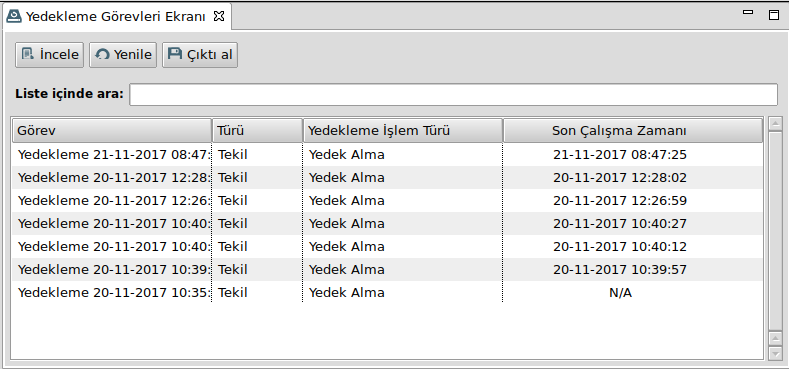 Yedekleme Görevleri Ekranı
İncele Yenile Çıktı al
Liste içinde ara:
Görev Türü Yedekleme İşlem Türü Son Çalışma Zamanı
Yedekleme 21-11-2017 08:47: Tekil Yedek Alma 21-11-2017 08:47:25
Yedekleme 20-11-2017 12:28: Tekil Yedek Alma 20-11-2017 12:28:02
Yedekleme 20-11-2017 12:26: Tekil Yedek Alma 20-11-2017 12:26:59
Yedekleme 20-11-2017 10:40: Tekil Yedek Alma 20-11-2017 10:40:27
Yedekleme 20-11-2017 10:40: Tekil Yedek Alma 20-11-2017 10:40:12
Yedekleme 20-11-2017 10:39: Tekil Yedek Alma 20-11-2017 10:39:57
Yedekleme 20-11-2017 10:35: Tekil Yedek Alma N/A